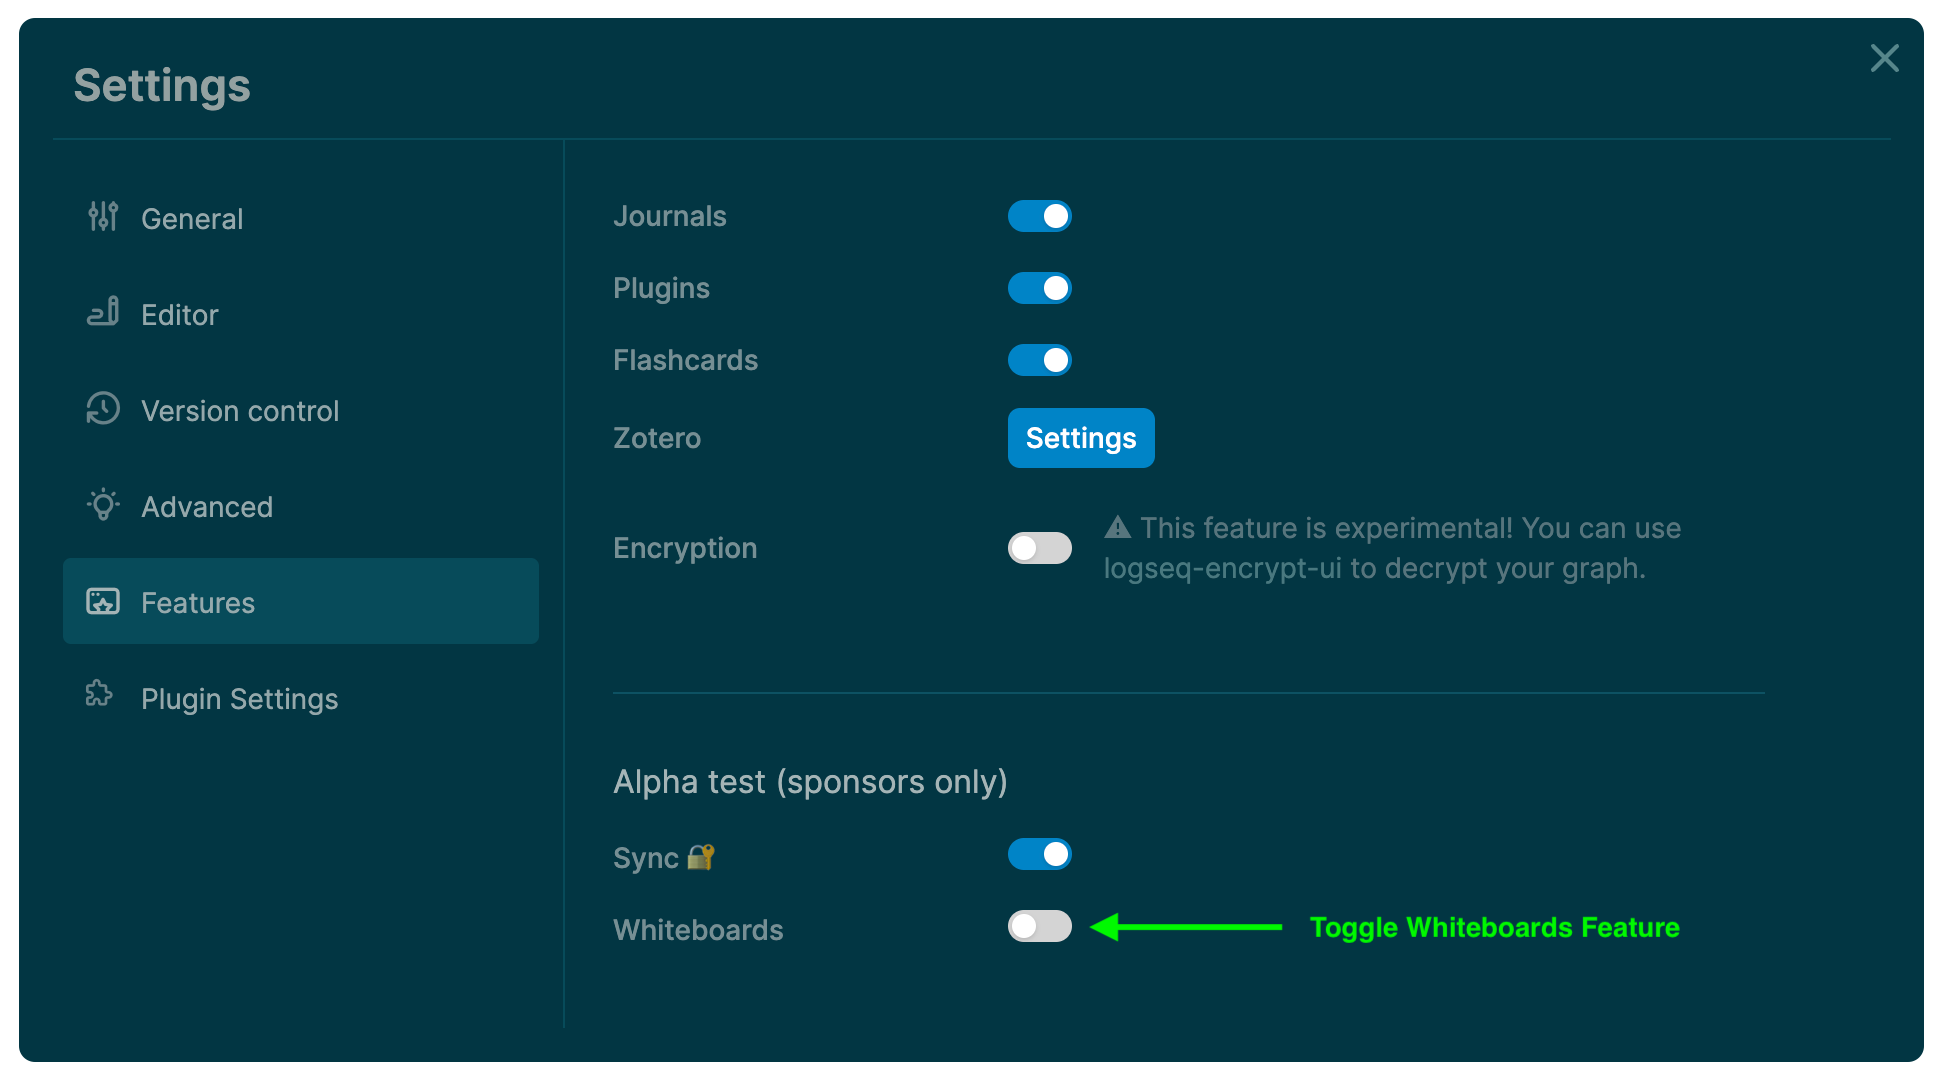 Settings
General
Editor
Version control
Advanced
Features
Plugin Settings
Journals
Plugins
Flashcards
Zotero
Settings
Encryption
⚠ This feature is experimental! You can use
logseq-encrypt-ui to decrypt your graph.
Alpha test (sponsors only)
Sync 🔐
Whiteboards
Toggle Whiteboards Feature